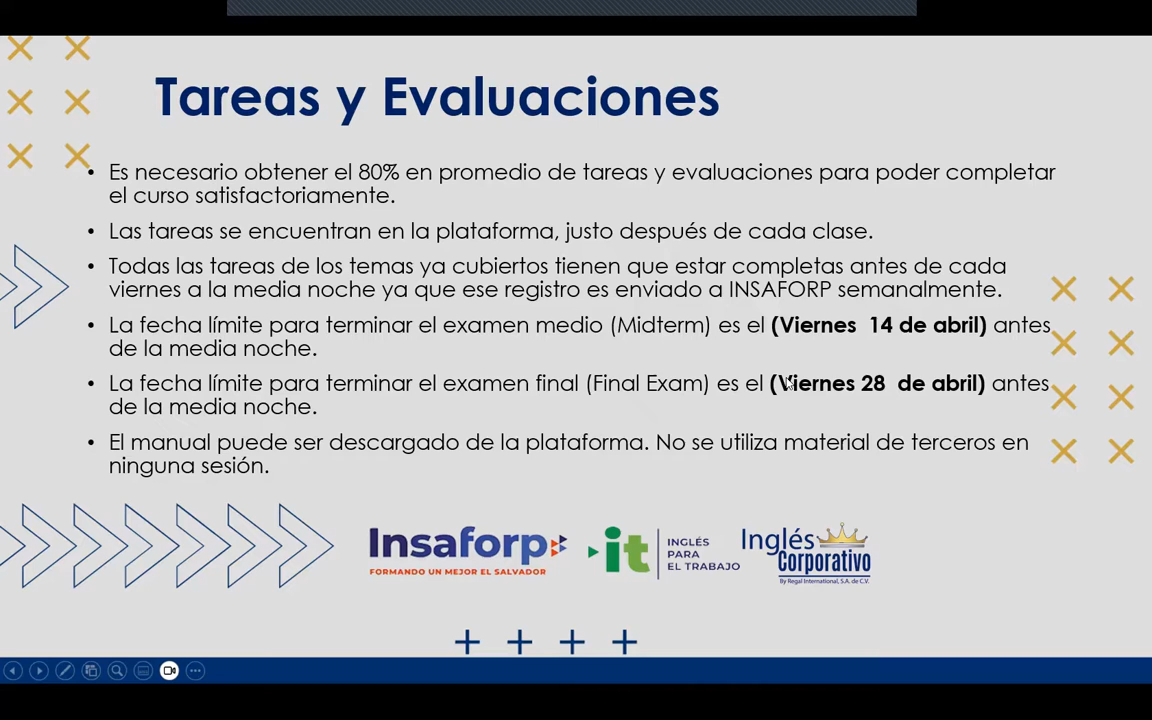 Tareas y Evaluaciones
• Es necesario obtener el 80% en promedio de tareas y evaluaciones para poder completar
el curso satisfactoriamente.
• Las tareas se encuentran en la plataforma, justo después de cada clase.
• Todas las tareas de los temas ya cubiertos tienen que estar completas antes de cada
viernes a la media noche ya que ese registro es enviado a INSAFORP semanalmente.
• La fecha límite para terminar el examen medio (Midterm) es el (Viernes 14 de abril) antes
de la media noche.
• La fecha límite para terminar el examen final (Final Exam) es el (Viernes 28 de abril) antes
de la media noche.
• El manual puede ser descargado de la plataforma. No se utiliza material de terceros en
ninguna sesión.
Insaforp
FORMANDO UN MEJOR EL SALVADOR
it
INGLÉS
PARA
EL TRABAJO
Inglés
Corporativo
By Regal International, S.A. de C.V.